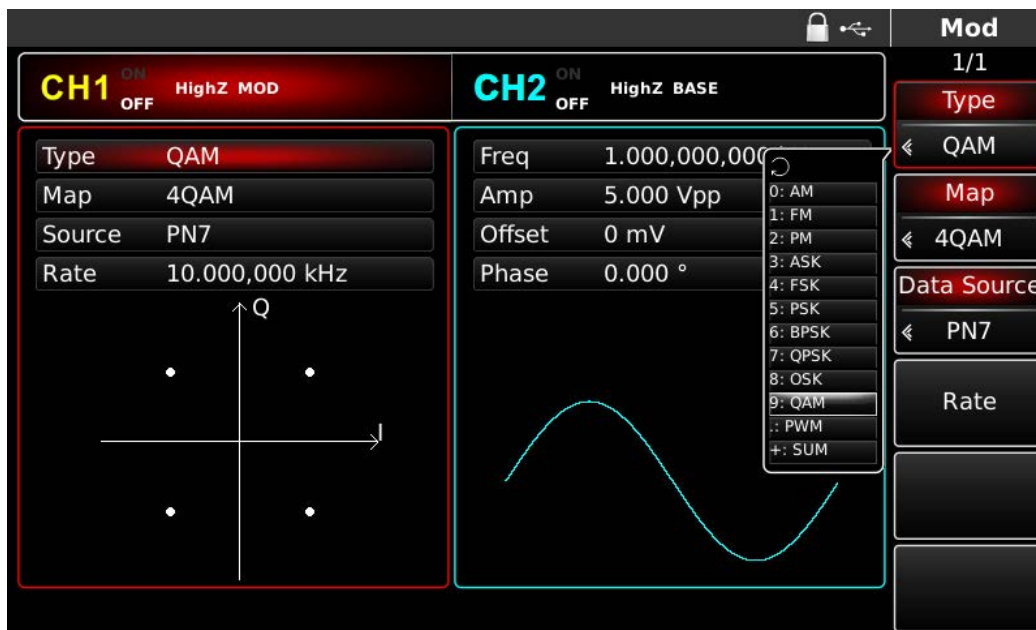 Mod
1/1
CH1 ON OFF HighZ MOD
CH2 ON OFF HighZ BASE
Type QAM
Map 4QAM
Source PN7
Rate 10.000,000 kHz
Q
I
Freq 1.000,000,000
Amp 5.000 Vpp
Offset 0 mV
Phase 0.000 °
0: AM
1: FM
2: PM
3: ASK
4: FSK
5: PSK
6: BPSK
7: QPSK
8: OSK
9: QAM
.: PWM
+: SUM
Type
QAM
Map
4QAM
Data Source
PN7
Rate